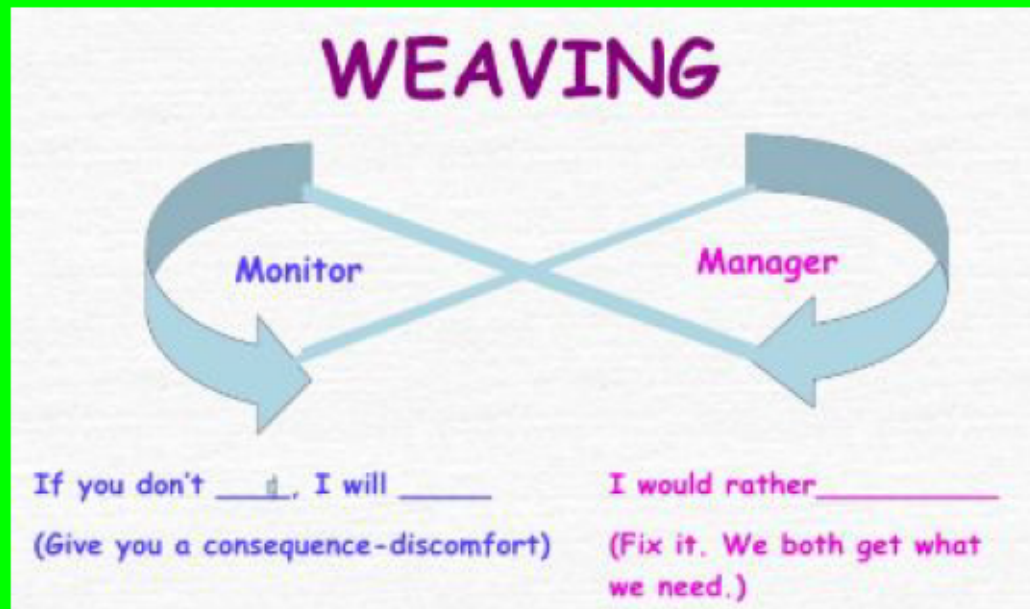 WEAVING
Monitor
Manager
If you don't ___d_, I will _____
(Give you a consequence-discomfort)
I would rather__________
(Fix it. We both get what
we need.)